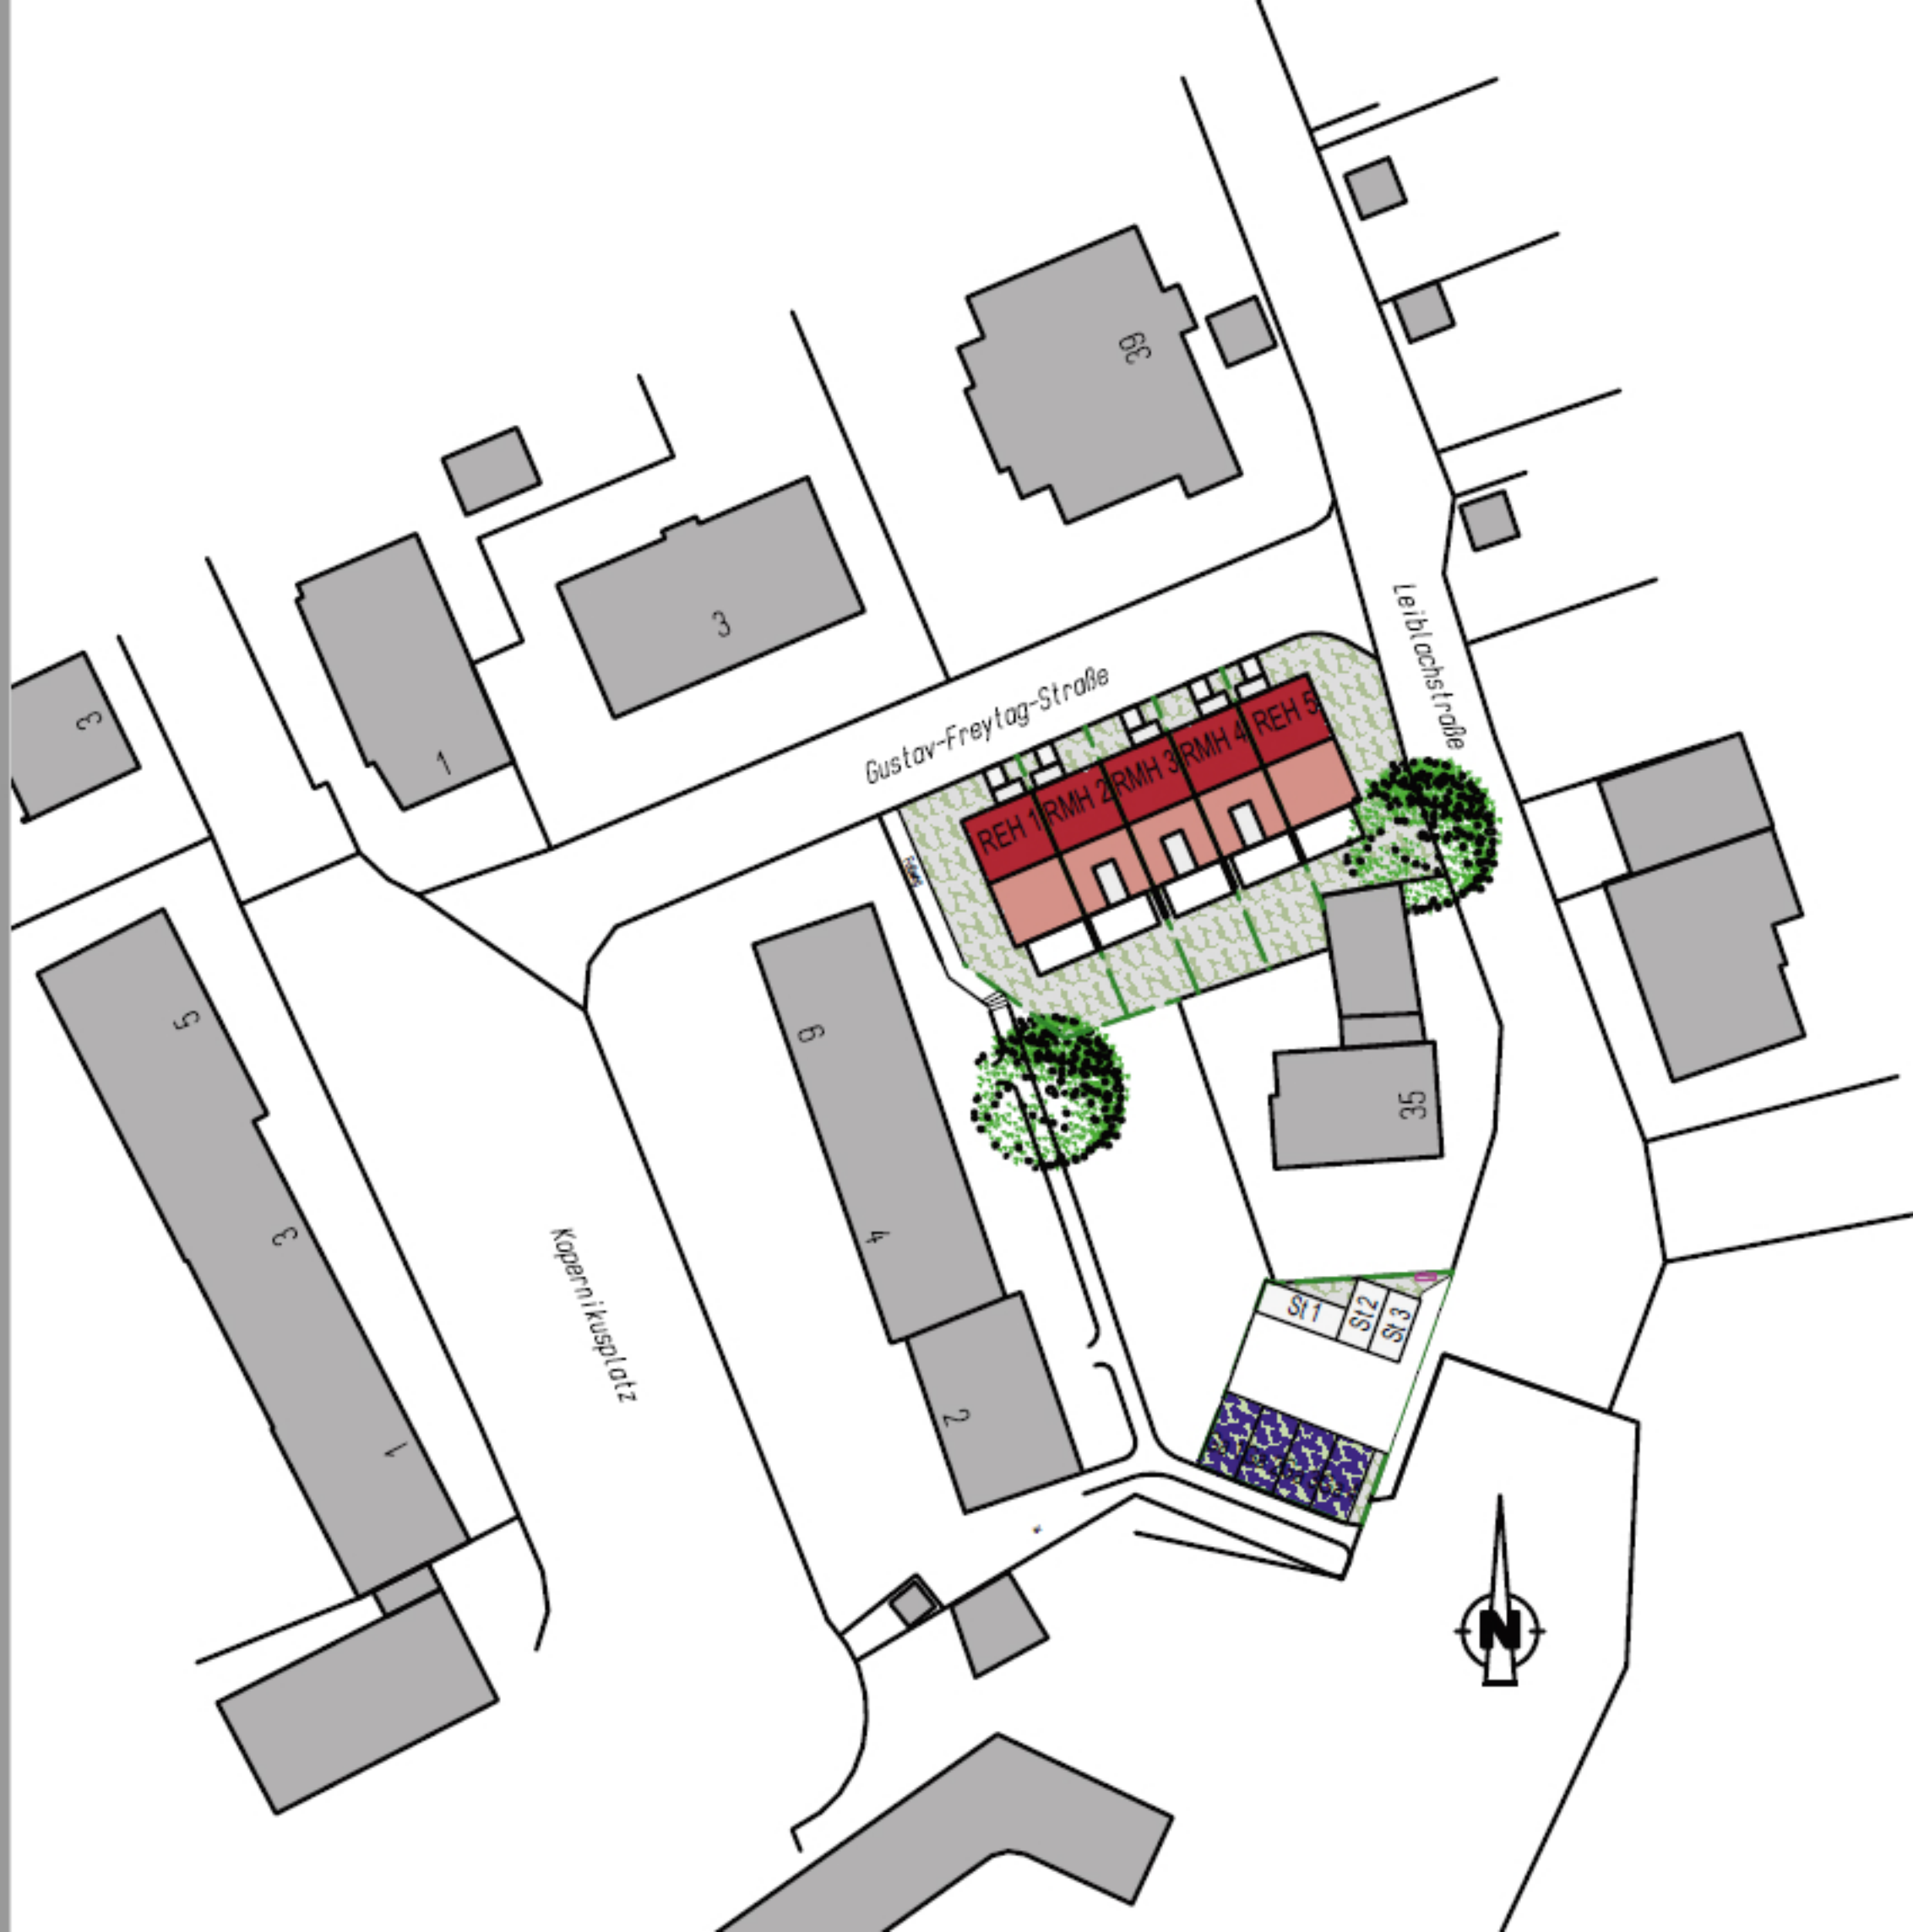 39
3
Gustav-Freytag-Straße
Leiblachstraße
REH 1
RMH 2
RMH 3
RMH 4
REH 5
3
1
5
3
1
Kopernikusplatz
6
4
2
35
St 1
St 2
St 3
N